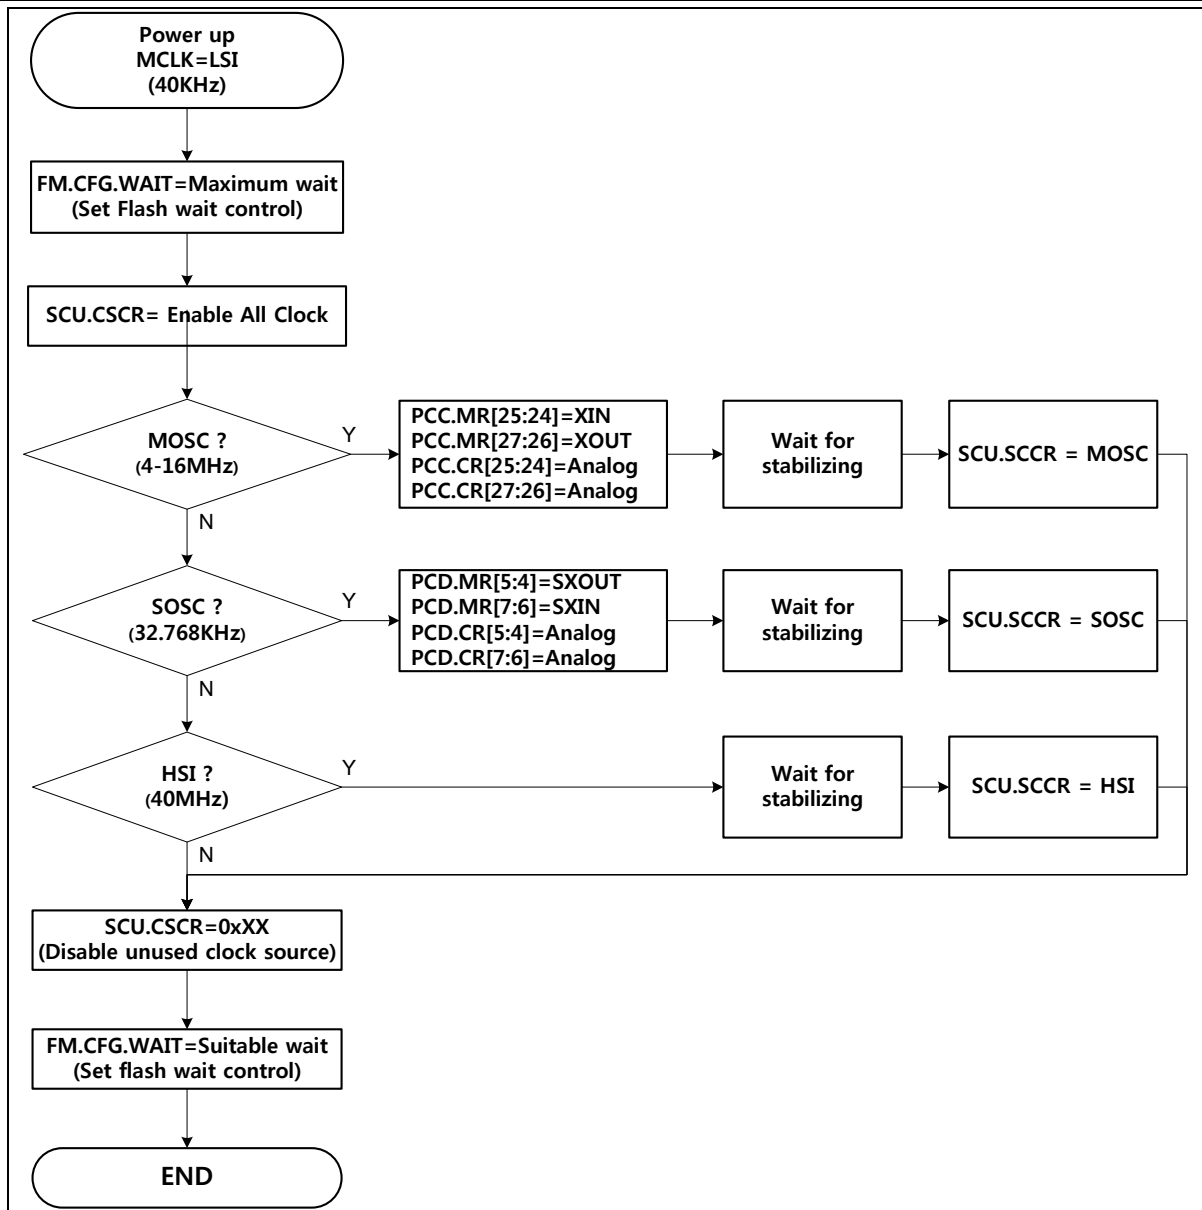 Power up
MCLK=LSI
(40KHz)
FM.CFG.WAIT=Maximum wait
(Set Flash wait control)
SCU.CSCR= Enable All Clock
MOSC ?
(4-16MHz)
Y
N
PCC.MR[25:24]=XIN
PCC.MR[27:26]=XOUT
PCC.CR[25:24]=Analog
PCC.CR[27:26]=Analog
Wait for
stabilizing
SCU.SCCR = MOSC
SOSC ?
(32.768KHz)
Y
N
PCD.MR[5:4]=SXOUT
PCD.MR[7:6]=SXIN
PCD.CR[5:4]=Analog
PCD.CR[7:6]=Analog
Wait for
stabilizing
SCU.SCCR = SOSC
HSI ?
(40MHz)
Y
N
Wait for
stabilizing
SCU.SCCR = HSI
SCU.CSCR=0xXX
(Disable unused clock source)
FM.CFG.WAIT=Suitable wait
(Set flash wait control)
END